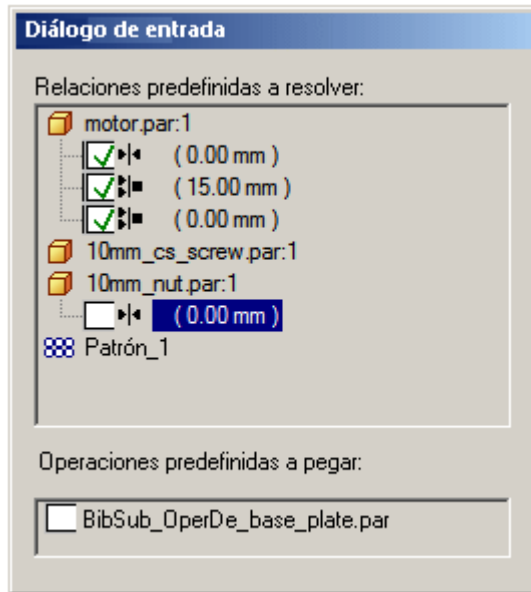 Diálogo de entrada
Relaciones predefinidas a resolver:
motor.par:1
( 0.00 mm )
( 15.00 mm )
( 0.00 mm )
10mm_cs_screw.par:1
10mm_nut.par:1
( 0.00 mm )
Patrón_1
Operaciones predefinidas a pegar:
BibSub_OperDe_base_plate.par